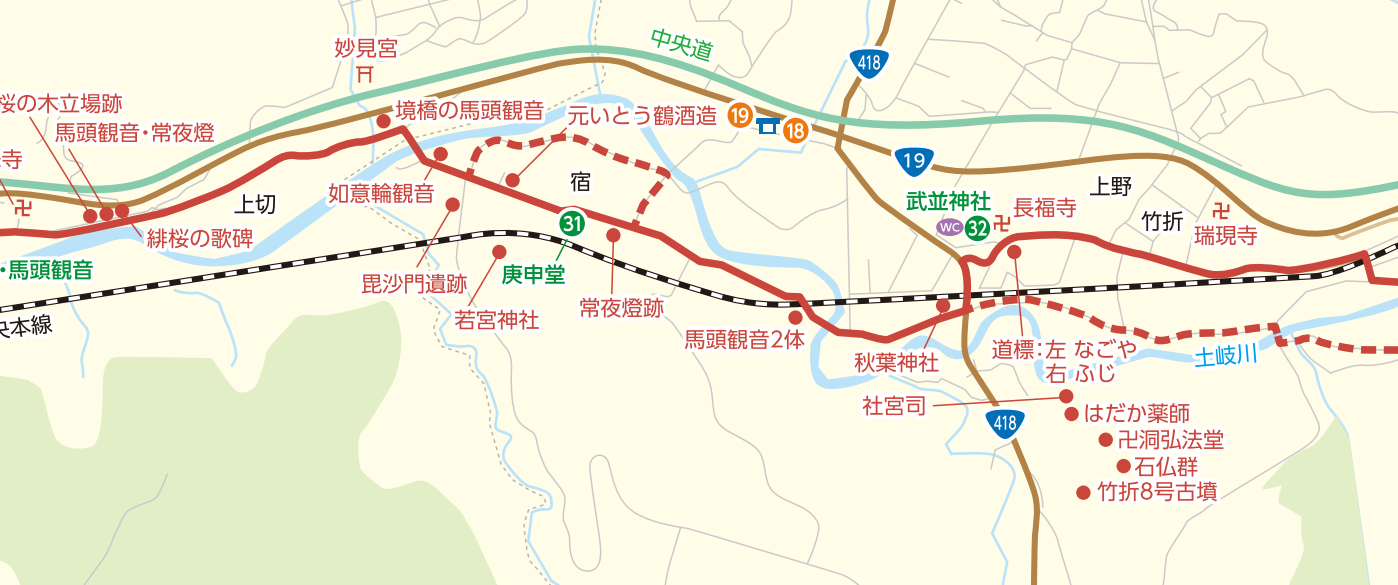 中央道
418
妙見宮
桜の木立場跡
境橋の馬頭観音
元いとう鶴酒造
19
18
馬頭観音・常夜燈
寺
19
宿
上野
如意輪観音
武並神社
長福寺
上切
31
WC
32
竹折
瑞現寺
緋桜の歌碑
・馬頭観音
毘沙門遺跡
庚申堂
若宮神社
常夜燈跡
央本線
馬頭観音2体
秋葉神社
道標：左 なごや
右 ふじ
土岐川
社宮司
418
はだか薬師
卍洞弘法堂
石仏群
竹折8号古墳